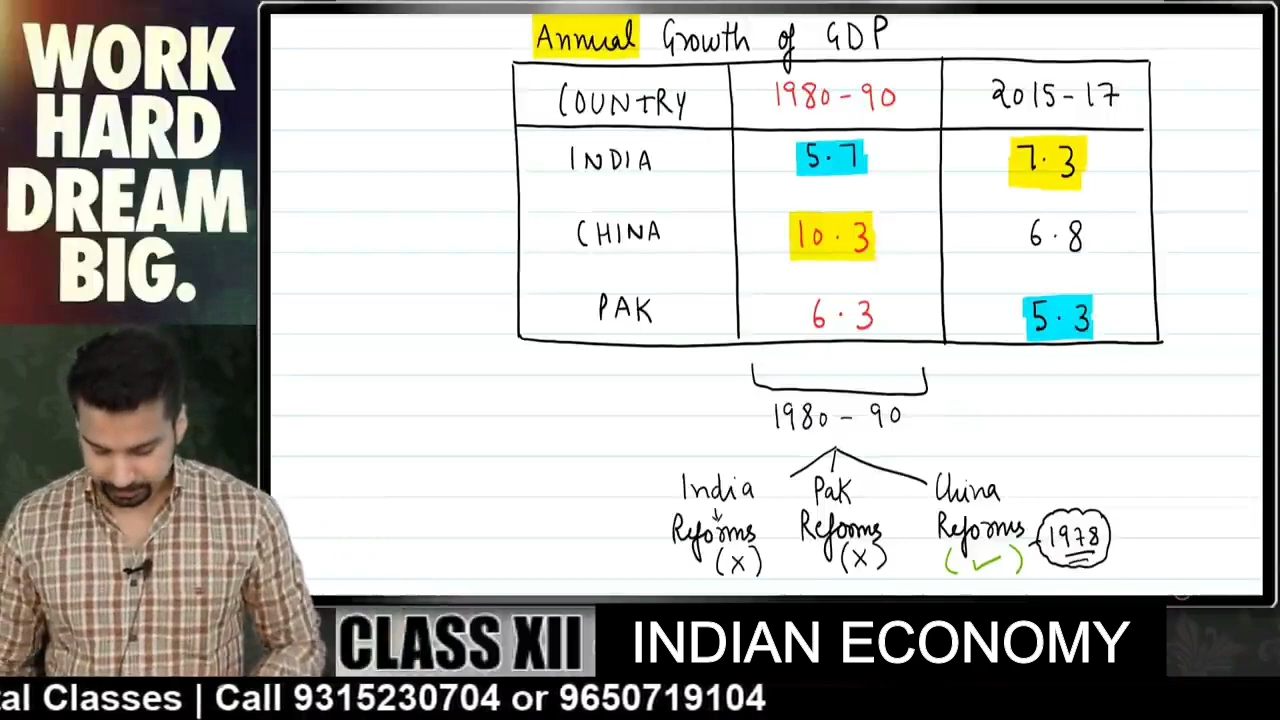 WORK
HARD
DREAM
BIG.
Annual Growth of GDP
COUNTRY 1980-90 2015-17
INDIA 5.7 7.3
CHINA 10.3 6.8
PAK 6.3 5.3
1980-90
India Pak China
Reforms Reforms Reforms 1978
(×) (×) (✓)
CLASS XII INDIAN ECONOMY
tal Classes | Call 9315230704 or 9650719104